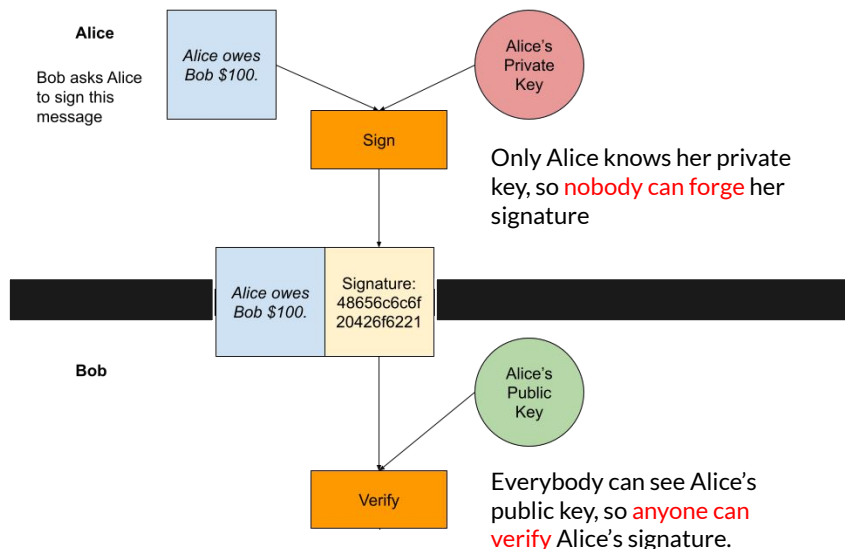 Alice
Bob asks Alice
to sign this
message
Alice owes
Bob $100.
Alice's
Private
Key
Sign
Only Alice knows her private
key, so nobody can forge her
signature
Alice owes
Bob $100.
Signature:
48656c6c6f
20426f6221
Bob
Alice's
Public
Key
Verify
Everybody can see Alice's
public key, so anyone can
verify Alice's signature.